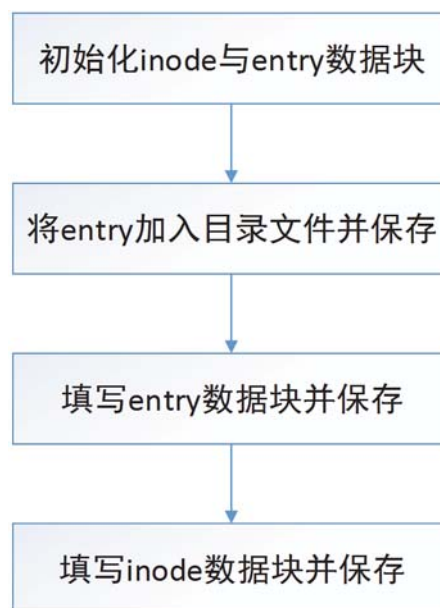 初始化inode与entry数据块
将entry加入目录文件并保存
填写entry数据块并保存
填写inode数据块并保存